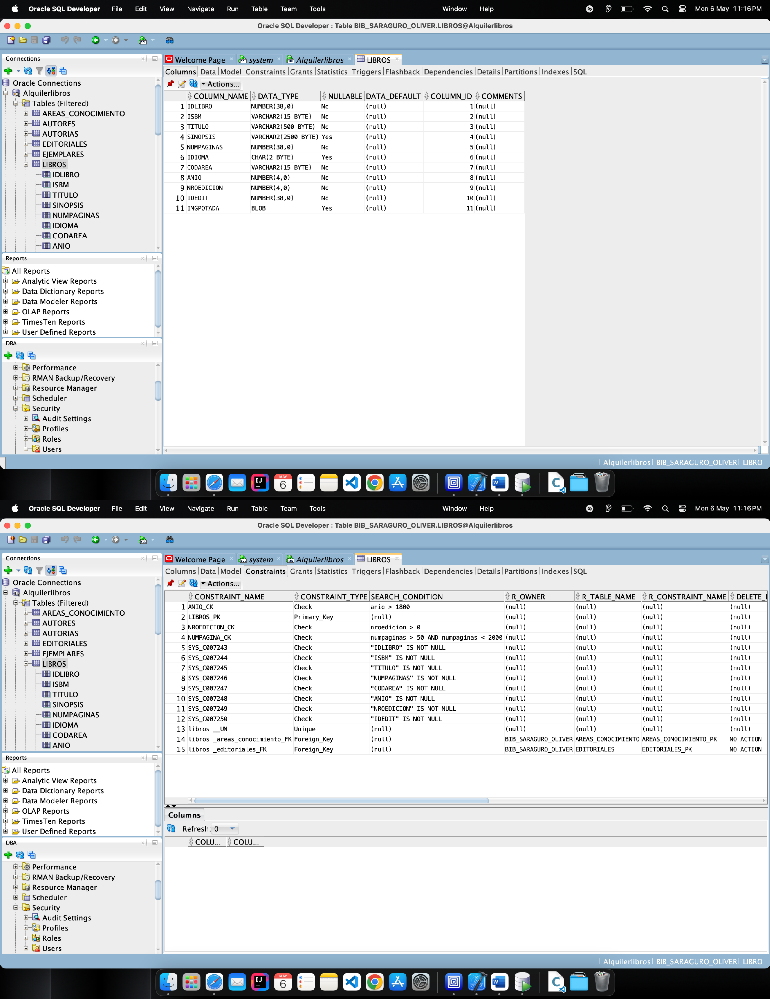 Oracle SQL Developer File Edit View Navigate Run Table Team Tools Window Help Mon 6 May 11:16 PM
Oracle SQL Developer : Table BIB_SARAGURO_OLIVER.LIBROS@Alquilerlibros
Connections
Oracle Connections
Alquilerlibros
Tables (Filtered)
AREAS_CONOCIMIENTO
AUTORES
AUTORIAS
EDITORIALES
EJEMPLARES
LIBROS
IDLIBRO
ISBM
TITULO
SINOPSIS
NUMPAGINAS
IDIOMA
CODAREA
ANIO
Reports
All Reports
Analytic View Reports
Data Dictionary Reports
Data Modeler Reports
OLAP Reports
TimesTen Reports
User Defined Reports
DBA
Performance
RMAN Backup/Recovery
Resource Manager
Scheduler
Security
Audit Settings
Profiles
Roles
Users
Welcome Page system Alquilerlibros LIBROS
Columns Data Model Constraints Grants Statistics Triggers Flashback Dependencies Details Partitions Indexes SQL
Actions...
COLUMN_NAME DATA_TYPE NULLABLE DATA_DEFAULT COLUMN_ID COMMENTS
1 IDLIBRO NUMBER(38,0) No (null) 1 (null)
2 ISBM VARCHAR2(15 BYTE) No (null) 2 (null)
3 TITULO VARCHAR2(500 BYTE) No (null) 3 (null)
4 SINOPSIS VARCHAR2(2500 BYTE) Yes (null) 4 (null)
5 NUMPAGINAS NUMBER(38,0) No (null) 5 (null)
6 IDIOMA CHAR(2 BYTE) Yes (null) 6 (null)
7 CODAREA VARCHAR2(15 BYTE) No (null) 7 (null)
8 ANIO NUMBER(4,0) No (null) 8 (null)
9 NROEDICION NUMBER(4,0) No (null) 9 (null)
10 IDEDIT NUMBER(38,0) No (null) 10 (null)
11 IMGPOTADA BLOB Yes (null) 11 (null)
Alquilerlibros BIB_SARAGURO_OLIVER LIBRO
IJ MAY 6 W C
Oracle SQL Developer File Edit View Navigate Run Table Team Tools Window Help Mon 6 May 11:16 PM
Oracle SQL Developer : Table BIB_SARAGURO_OLIVER.LIBROS@Alquilerlibros
Connections
Oracle Connections
Alquilerlibros
Tables (Filtered)
AREAS_CONOCIMIENTO
AUTORES
AUTORIAS
EDITORIALES
EJEMPLARES
LIBROS
IDLIBRO
ISBM
TITULO
SINOPSIS
NUMPAGINAS
IDIOMA
CODAREA
ANIO
Reports
All Reports
Analytic View Reports
Data Dictionary Reports
Data Modeler Reports
OLAP Reports
TimesTen Reports
User Defined Reports
DBA
Performance
RMAN Backup/Recovery
Resource Manager
Scheduler
Security
Audit Settings
Profiles
Roles
Users
Welcome Page system Alquilerlibros LIBROS
Columns Data Model Constraints Grants Statistics Triggers Flashback Dependencies Details Partitions Indexes SQL
Actions...
CONSTRAINT_NAME CONSTRAINT_TYPE SEARCH_CONDITION R_OWNER R_TABLE_NAME R_CONSTRAINT_NAME DELETE_
1 ANIO_CK Check anio > 1800 (null) (null) (null) (null)
2 LIBROS_PK Primary_Key (null) (null) (null) (null) (null)
3 NROEDICION_CK Check nroedicion > 0 (null) (null) (null) (null)
4 NUMPAGINA_CK Check numpaginas > 50 AND numpaginas < 2000 (null) (null) (null) (null)
5 SYS_C007243 Check "IDLIBRO" IS NOT NULL (null) (null) (null) (null)
6 SYS_C007244 Check "ISBM" IS NOT NULL (null) (null) (null) (null)
7 SYS_C007245 Check "TITULO" IS NOT NULL (null) (null) (null) (null)
8 SYS_C007246 Check "NUMPAGINAS" IS NOT NULL (null) (null) (null) (null)
9 SYS_C007247 Check "CODAREA" IS NOT NULL (null) (null) (null) (null)
10 SYS_C007248 Check "ANIO" IS NOT NULL (null) (null) (null) (null)
11 SYS_C007249 Check "NROEDICION" IS NOT NULL (null) (null) (null) (null)
12 SYS_C007250 Check "IDEDIT" IS NOT NULL (null) (null) (null) (null)
13 libros __UN Unique (null) (null) (null) (null) (null)
14 libros _areas_conocimiento_FK Foreign_Key (null) BIB_SARAGURO_OLIVER AREAS_CONOCIMIENTO AREAS_CONOCIMIENTO_PK NO ACTION
15 libros _editoriales_FK Foreign_Key (null) BIB_SARAGURO_OLIVER EDITORIALES EDITORIALES_PK NO ACTION
Columns
Refresh: 0
COLU... COLU...
Alquilerlibros BIB_SARAGURO_OLIVER LIBRO
IJ MAY 6 W C